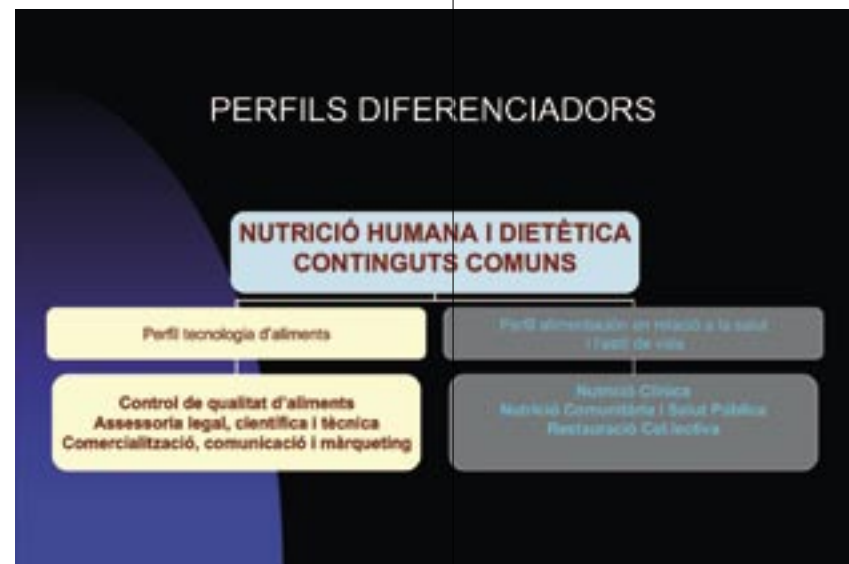 PERFILS DIFERENCIADORS
NUTRICIÓ HUMANA I DIETÈTICA
CONTINGUTS COMUNS
Perfil tecnologia d'aliments
Perfil alimentación en relació a la salut
i l'estil de vida
Control de qualitat d'aliments
Assessoria legal, científica i tècnica
Comercialització, comunicació i màrqueting
Nutrició Clínica
Nutrició Comunitària i Salut Pública
Restauració Col.lectiva